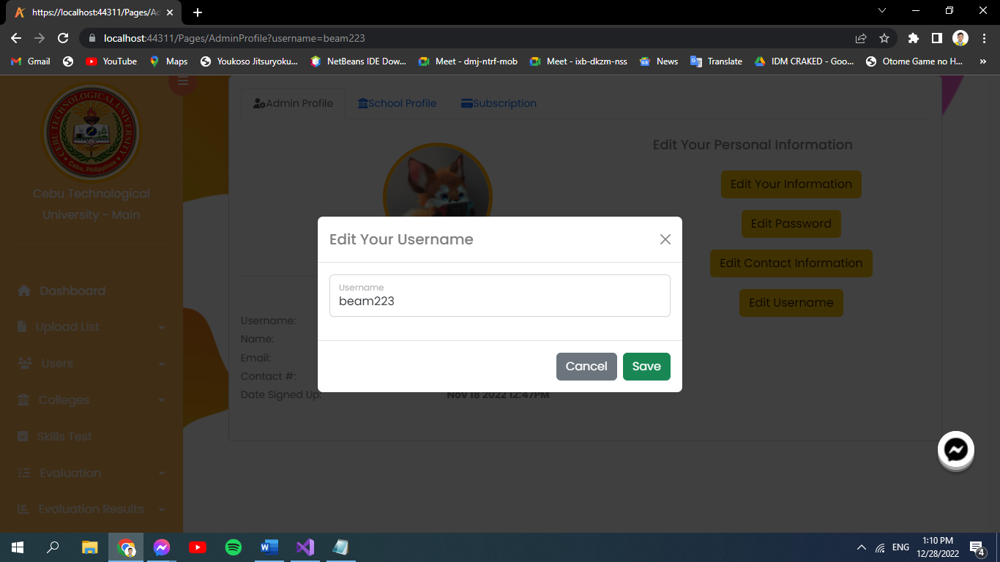 https://localhost:44311/Pages/Ad
localhost:44311/Pages/AdminProfile?username=beam223
Gmail
YouTube
Maps
Youkoso Jitsuryoku...
NetBeans IDE Dow...
Meet - dmj-ntrf-mob
Meet - ixb-dkzm-nss
News
Translate
IDM CRAKED - Goo...
Otome Game no H...
»
CEBU TECHNOLOGICAL UNIVERSITY
Cebu, Philippines
Cebu Technological
University - Main
Dashboard
Upload List
Users
Colleges
Skills Test
Evaluation
Evaluation Results
Admin Profile
School Profile
Subscription
Edit Your Personal Information
Edit Your Information
Edit Password
Edit Contact Information
Edit Username
Username:
Name:
Email:
Contact #:
Date Signed Up:
Nov 18 2022 12:47PM
Edit Your Username
Username
beam223
Cancel
Save
ENG
1:10 PM
12/28/2022
4